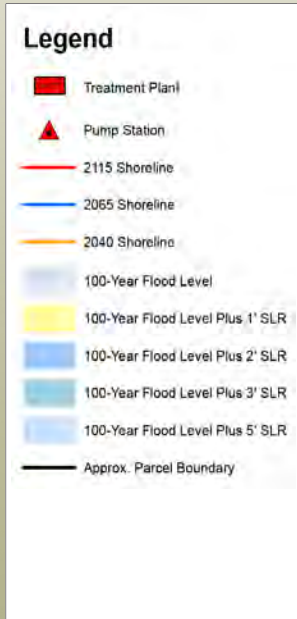 Legend
Treatment Plant
Pump Station
2115 Shoreline
2065 Shoreline
2040 Shoreline
100-Year Flood Level
100-Year Flood Level Plus 1' SLR
100-Year Flood Level Plus 2' SLR
100-Year Flood Level Plus 3' SLR
100-Year Flood Level Plus 5' SLR
Approx. Parcel Boundary